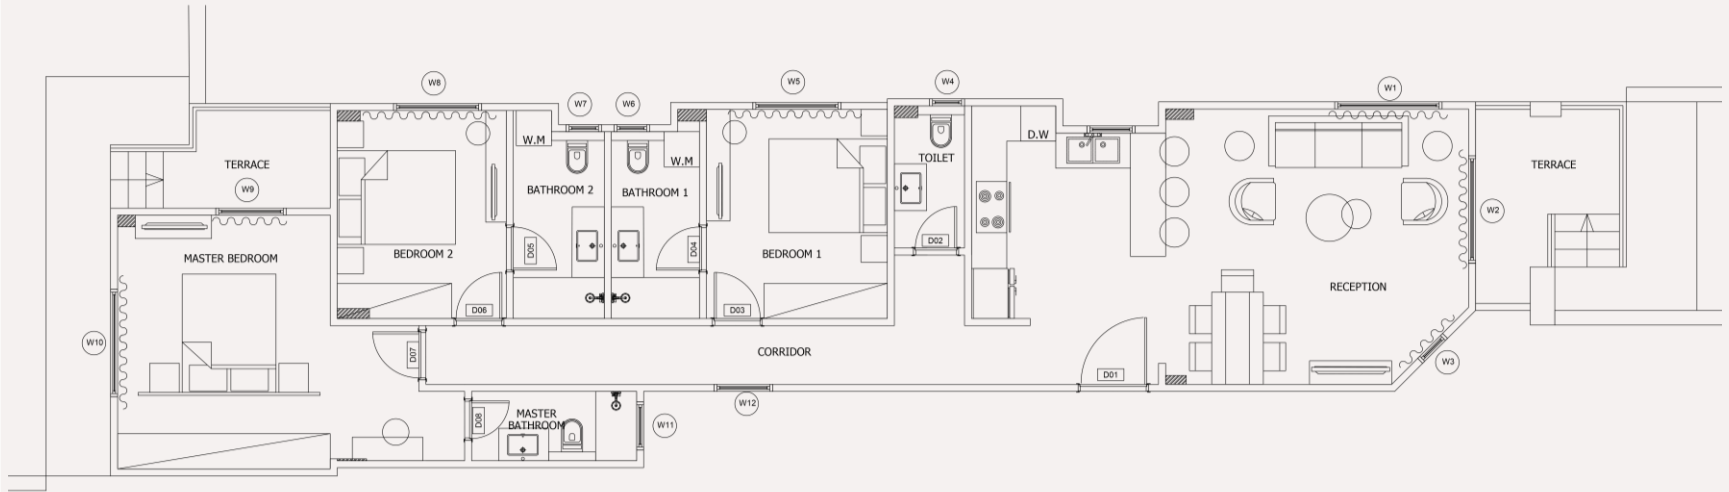 W8
W5
W4
W1
W7
W6
W.M
D.W
W.M
TOILET
TERRACE
TERRACE
BATHROOM 2
BATHROOM 1
W9
W2
D02
D05
D04
MASTER BEDROOM
BEDROOM 2
BEDROOM 1
RECEPTION
D06
D03
W10
D07
CORRIDOR
W3
D01
W12
D08
MASTER
BATHROOM
W11